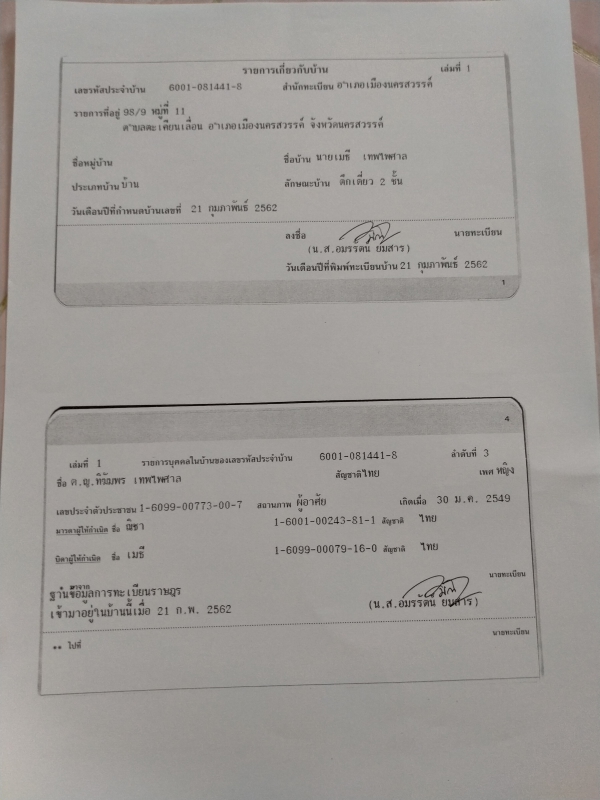 รายการเกี่ยวกับบ้าน เล่มที่ 1
เลขรหัสประจำบ้าน 6001-081441-8 สำนักทะเบียน อำเภอเมืองนครสวรรค์
รายการที่อยู่ 98/9 หมู่ที่ 11
ตำบลตะเคียนเลื่อน อำเภอเมืองนครสวรรค์ จังหวัดนครสวรรค์
ชื่อหมู่บ้าน ชื่อบ้าน นายเมธี เทพไพศาล
ประเภทบ้าน บ้าน ลักษณะบ้าน ตึกเดี่ยว 2 ชั้น
วันเดือนปีที่กำหนดบ้านเลขที่ 21 กุมภาพันธ์ 2562
ลงชื่อ นายทะเบียน
(น.ส.อมรรัตน์ ยมสาร)
วันเดือนปีที่พิมพ์ทะเบียนบ้าน 21 กุมภาพันธ์ 2562
1
4
เล่มที่ 1 รายการบุคคลในบ้านของเลขรหัสประจำบ้าน 6001-081441-8 ลำดับที่ 3
ชื่อ ด.ญ. เทพไพศาล สัญชาติไทย เพศ หญิง
เลขประจำตัวประชาชน 1-6099-00773-00-7 สถานภาพ ผู้อาศัย เกิดเมื่อ 30 ม.ค. 2549
มารดาผู้ให้กำเนิด ชื่อ ณิชา 1-6001-00243-81-1 สัญชาติ ไทย
บิดาผู้ให้กำเนิด ชื่อ เมธี 1-6099-00079-16-0 สัญชาติ ไทย
ฐานข้อมูลการทะเบียนราษฎร นายทะเบียน
เข้ามาอยู่ในบ้านนี้เมื่อ 21 ก.พ. 2562 (น.ส.อมรรัตน์ ยมสาร)
** ไปที่ นายทะเบียน